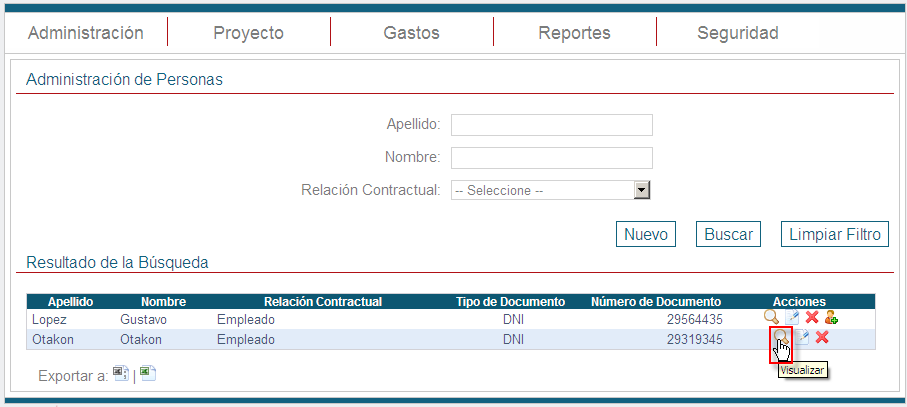 Administración Proyecto Gastos Reportes Seguridad
Administración de Personas
Apellido:
Nombre:
Relación Contractual: -- Seleccione --
Nuevo Buscar Limpiar Filtro
Resultado de la Búsqueda
Apellido Nombre Relación Contractual Tipo de Documento Número de Documento Acciones
Lopez Gustavo Empleado DNI 29564435
Otakon Otakon Empleado DNI 29319345
Visualizar
Exportar a: |